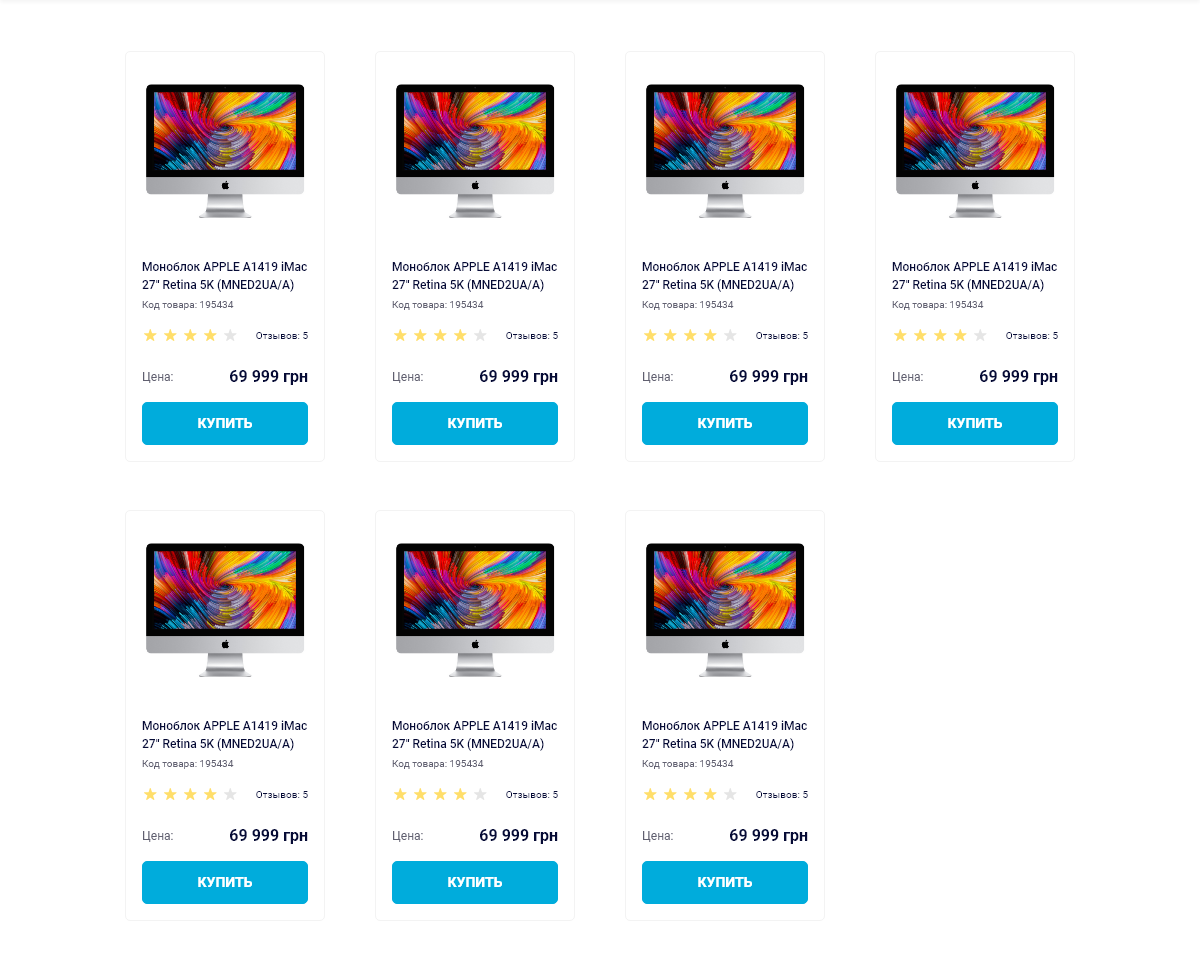 Моноблок APPLE A1419 iMac
27" Retina 5K (MNED2UA/A)
Код товара: 195434
Отзывов: 5
Цена: 69 999 грн
КУПИТЬ
Моноблок APPLE A1419 iMac
27" Retina 5K (MNED2UA/A)
Код товара: 195434
Отзывов: 5
Цена: 69 999 грн
КУПИТЬ
Моноблок APPLE A1419 iMac
27" Retina 5K (MNED2UA/A)
Код товара: 195434
Отзывов: 5
Цена: 69 999 грн
КУПИТЬ
Моноблок APPLE A1419 iMac
27" Retina 5K (MNED2UA/A)
Код товара: 195434
Отзывов: 5
Цена: 69 999 грн
КУПИТЬ
Моноблок APPLE A1419 iMac
27" Retina 5K (MNED2UA/A)
Код товара: 195434
Отзывов: 5
Цена: 69 999 грн
КУПИТЬ
Моноблок APPLE A1419 iMac
27" Retina 5K (MNED2UA/A)
Код товара: 195434
Отзывов: 5
Цена: 69 999 грн
КУПИТЬ
Моноблок APPLE A1419 iMac
27" Retina 5K (MNED2UA/A)
Код товара: 195434
Отзывов: 5
Цена: 69 999 грн
КУПИТЬ